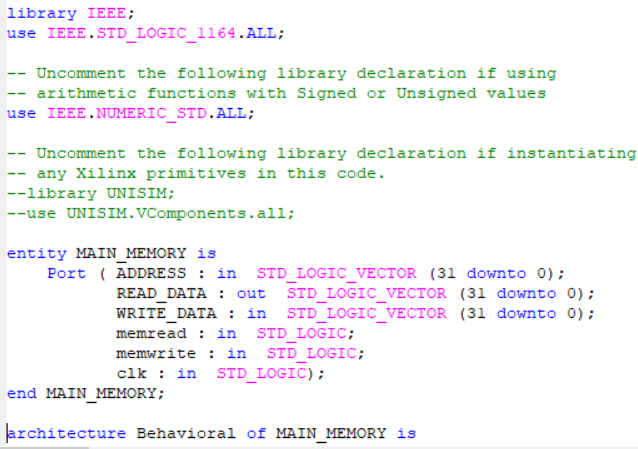 library IEEE;
use IEEE.STD_LOGIC_1164.ALL;
-- Uncomment the following library declaration if using
-- arithmetic functions with Signed or Unsigned values
use IEEE.NUMERIC_STD.ALL;
-- Uncomment the following library declaration if instantiating
-- any Xilinx primitives in this code.
--library UNISIM;
--use UNISIM.VComponents.all;
entity MAIN_MEMORY is
Port ( ADDRESS : in STD_LOGIC_VECTOR (31 downto 0);
READ_DATA : out STD_LOGIC_VECTOR (31 downto 0);
WRITE_DATA : in STD_LOGIC_VECTOR (31 downto 0);
memread : in STD_LOGIC;
memwrite : in STD_LOGIC;
clk : in STD_LOGIC);
end MAIN_MEMORY;
architecture Behavioral of MAIN_MEMORY is